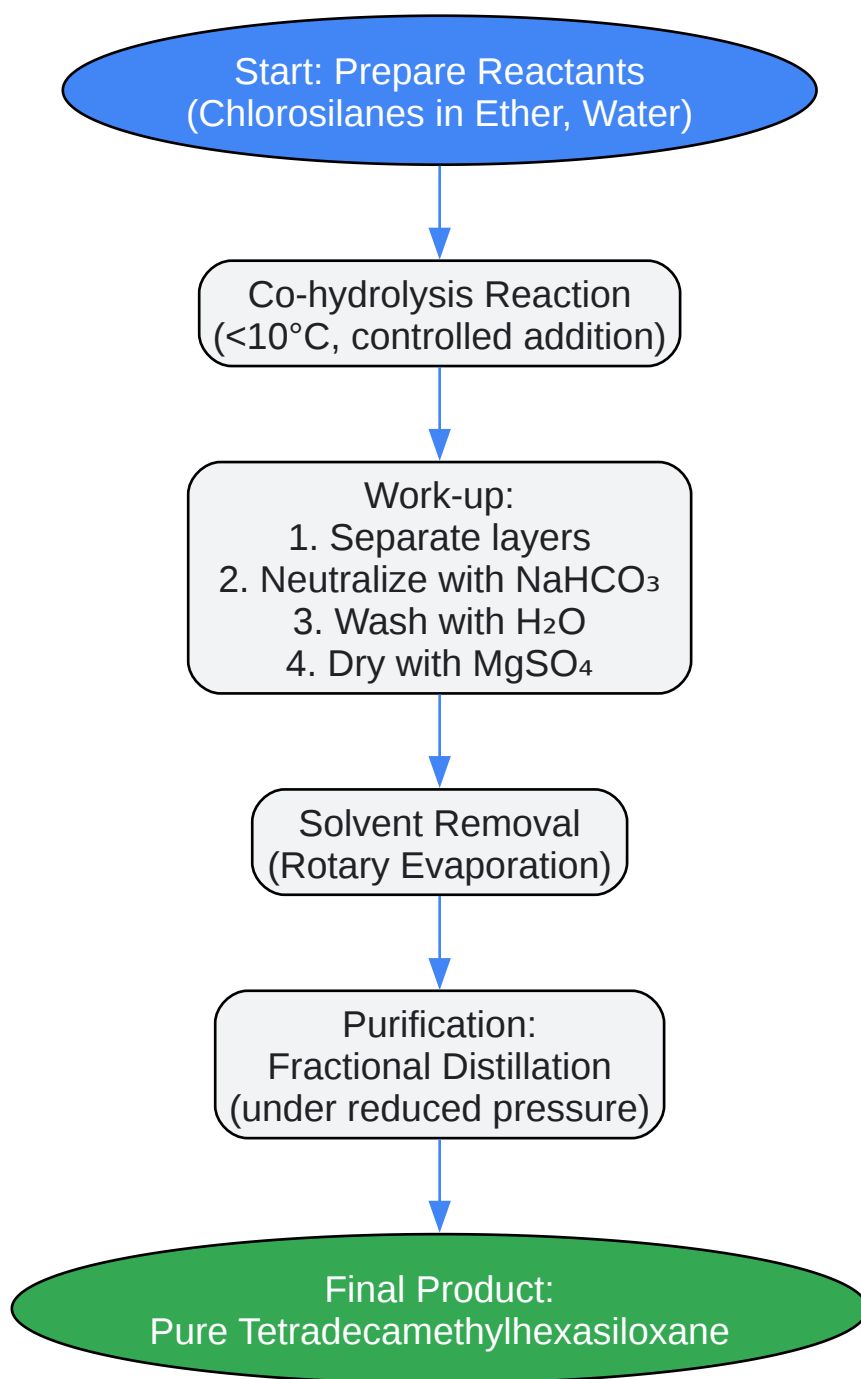 Start: Prepare Reactants
(Chlorosilanes in Ether, Water)
Co-hydrolysis Reaction
(<10°C, controlled addition)
Work-up:
1. Separate layers
2. Neutralize with NaHCO₃
3. Wash with H₂O
4. Dry with MgSO₄
Solvent Removal
(Rotary Evaporation)
Purification:
Fractional Distillation
(under reduced pressure)
Final Product:
Pure Tetradecamethylhexasiloxane